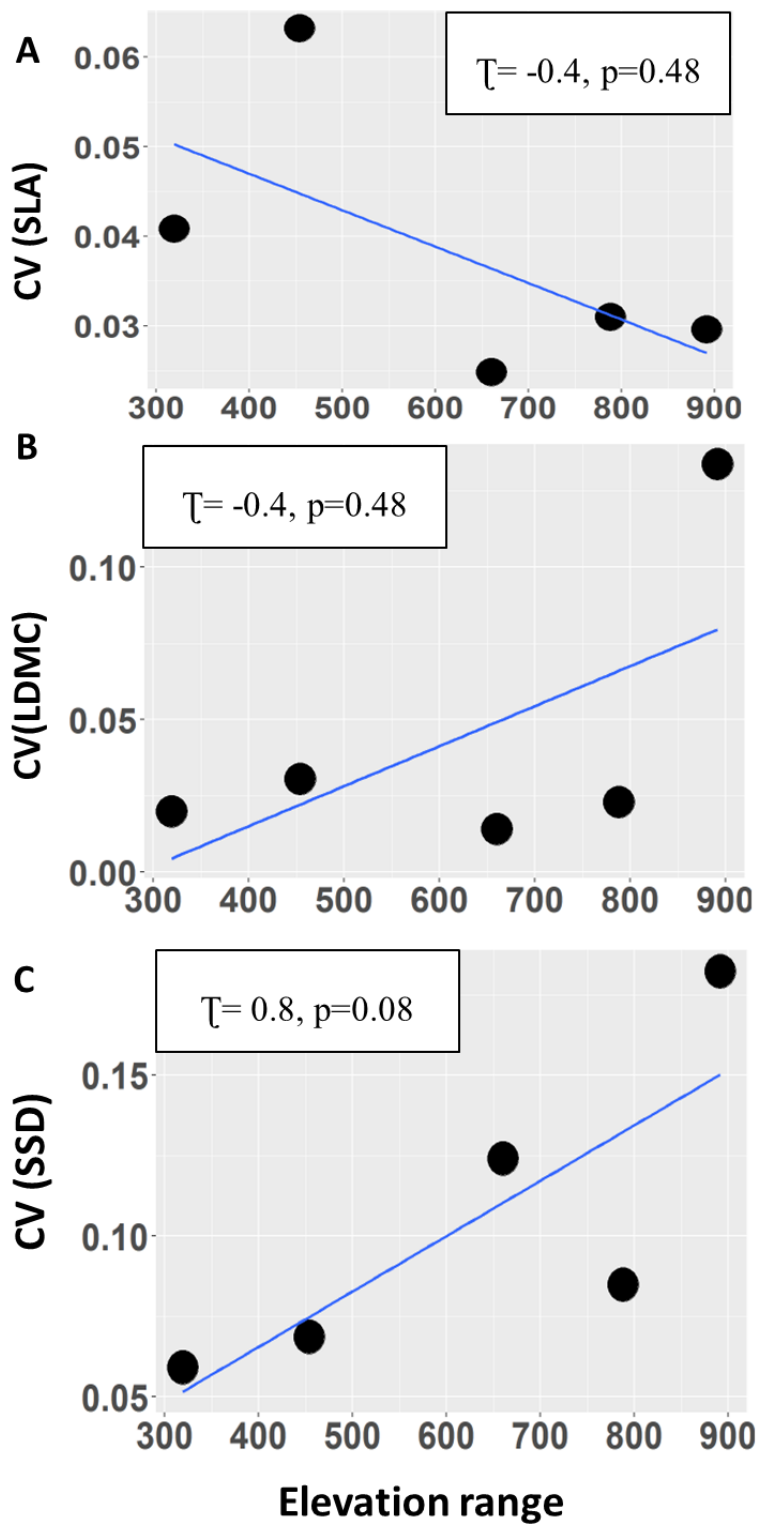 A
CV (SLA)
0.06
0.05
0.04
0.03
Ʈ= -0.4, p=0.48
300 400 500 600 700 800 900
B
CV(LDMC)
0.10
0.05
0.00
Ʈ= -0.4, p=0.48
300 400 500 600 700 800 900
C
CV (SSD)
0.15
0.10
0.05
Ʈ= 0.8, p=0.08
300 400 500 600 700 800 900
Elevation range